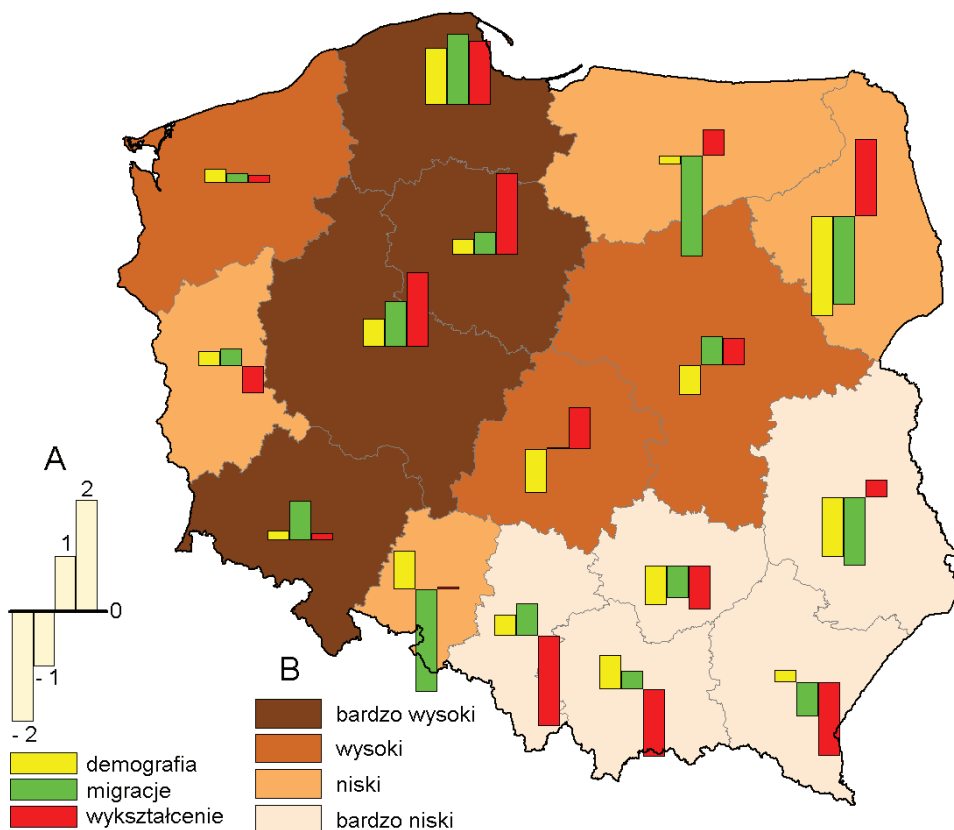 A
2
1
0
- 1
- 2
demografia
migracje
wykształcenie
B
bardzo wysoki
wysoki
niski
bardzo niski